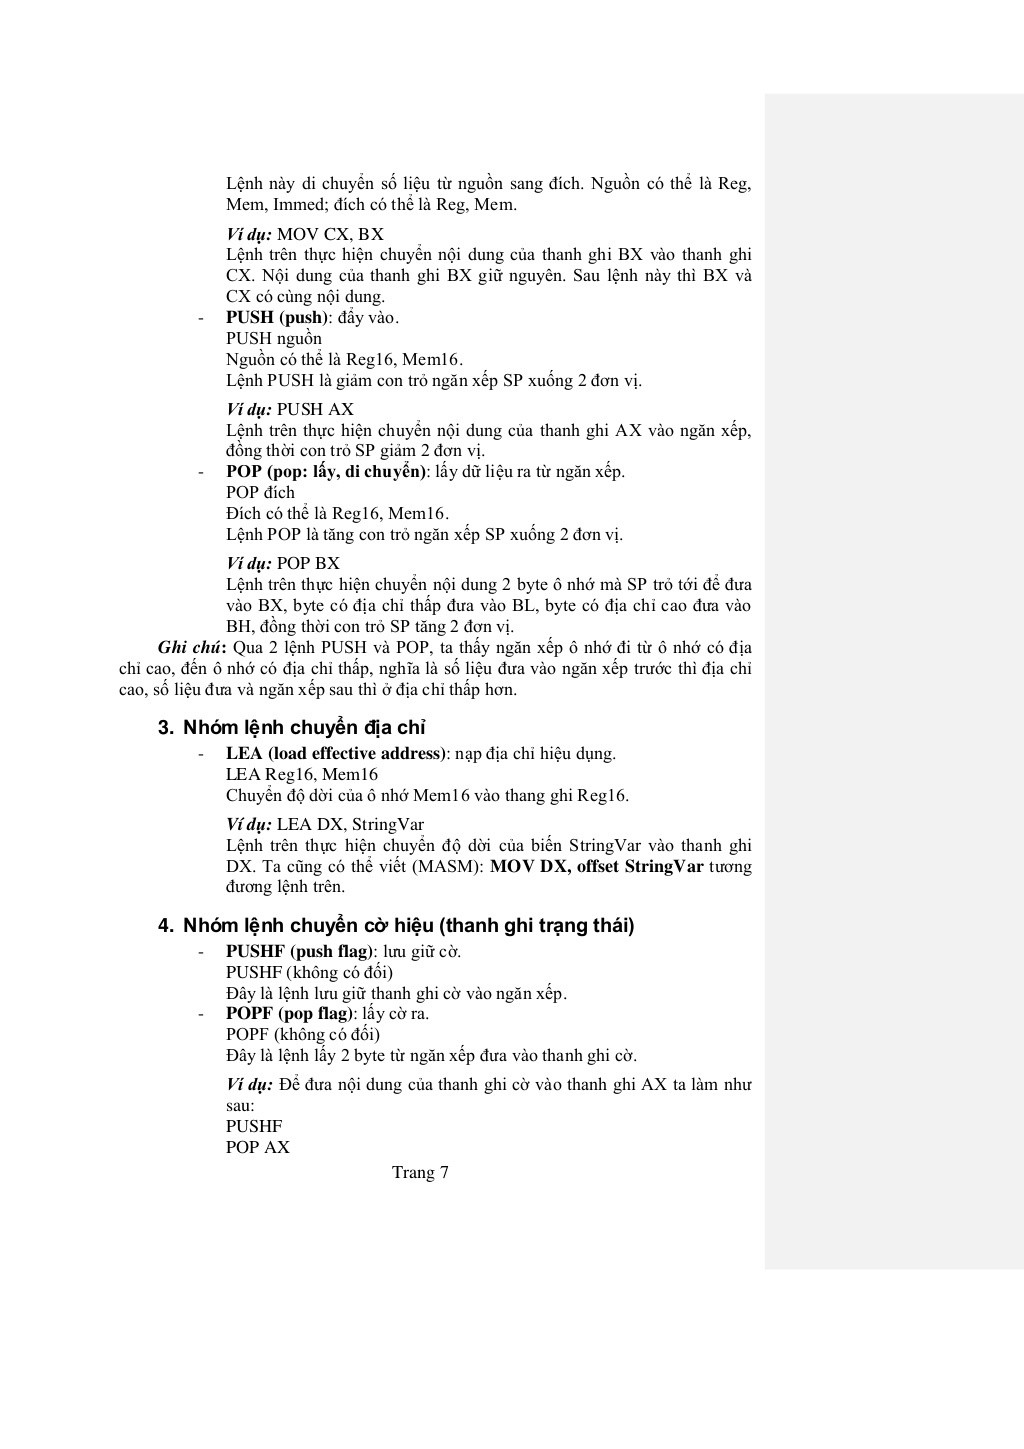 Lệnh này di chuyển số liệu từ nguồn sang đích. Nguồn có thể là Reg,
Mem, Immed; đích có thể là Reg, Mem.
Ví dụ: MOV CX, BX
Lệnh trên thực hiện chuyển nội dung của thanh ghi BX vào thanh ghi
CX. Nội dung của thanh ghi BX giữ nguyên. Sau lệnh này thì BX và
CX có cùng nội dung.
- PUSH (push): đẩy vào.
PUSH nguồn
Nguồn có thể là Reg16, Mem16.
Lệnh PUSH là giảm con trỏ ngăn xếp SP xuống 2 đơn vị.
Ví dụ: PUSH AX
Lệnh trên thực hiện chuyển nội dung của thanh ghi AX vào ngăn xếp,
đồng thời con trỏ SP giảm 2 đơn vị.
- POP (pop: lấy, di chuyển): lấy dữ liệu ra từ ngăn xếp.
POP đích
Đích có thể là Reg16, Mem16.
Lệnh POP là tăng con trỏ ngăn xếp SP xuống 2 đơn vị.
Ví dụ: POP BX
Lệnh trên thực hiện chuyển nội dung 2 byte ô nhớ mà SP trỏ tới để đưa
vào BX, byte có địa chỉ thấp đưa vào BL, byte có địa chỉ cao đưa vào
BH, đồng thời con trỏ SP tăng 2 đơn vị.
Ghi chú: Qua 2 lệnh PUSH và POP, ta thấy ngăn xếp ô nhớ đi từ ô nhớ có địa
chỉ cao, đến ô nhớ có địa chỉ thấp, nghĩa là số liệu đưa vào ngăn xếp trước thì địa chỉ
cao, số liệu đưa và ngăn xếp sau thì ở địa chỉ thấp hơn.
3. Nhóm lệnh chuyển địa chỉ
- LEA (load effective address): nạp địa chỉ hiệu dụng.
LEA Reg16, Mem16
Chuyển độ dời của ô nhớ Mem16 vào thang ghi Reg16.
Ví dụ: LEA DX, StringVar
Lệnh trên thực hiện chuyển độ dời của biến StringVar vào thanh ghi
DX. Ta cũng có thể viết (MASM): MOV DX, offset StringVar tương
đương lệnh trên.
4. Nhóm lệnh chuyển cờ hiệu (thanh ghi trạng thái)
- PUSHF (push flag): lưu giữ cờ.
PUSHF (không có đối)
Đây là lệnh lưu giữ thanh ghi cờ vào ngăn xếp.
- POPF (pop flag): lấy cờ ra.
POPF (không có đối)
Đây là lệnh lấy 2 byte từ ngăn xếp đưa vào thanh ghi cờ.
Ví dụ: Để đưa nội dung của thanh ghi cờ vào thanh ghi AX ta làm như
sau:
PUSHF
POP AX
Trang 7